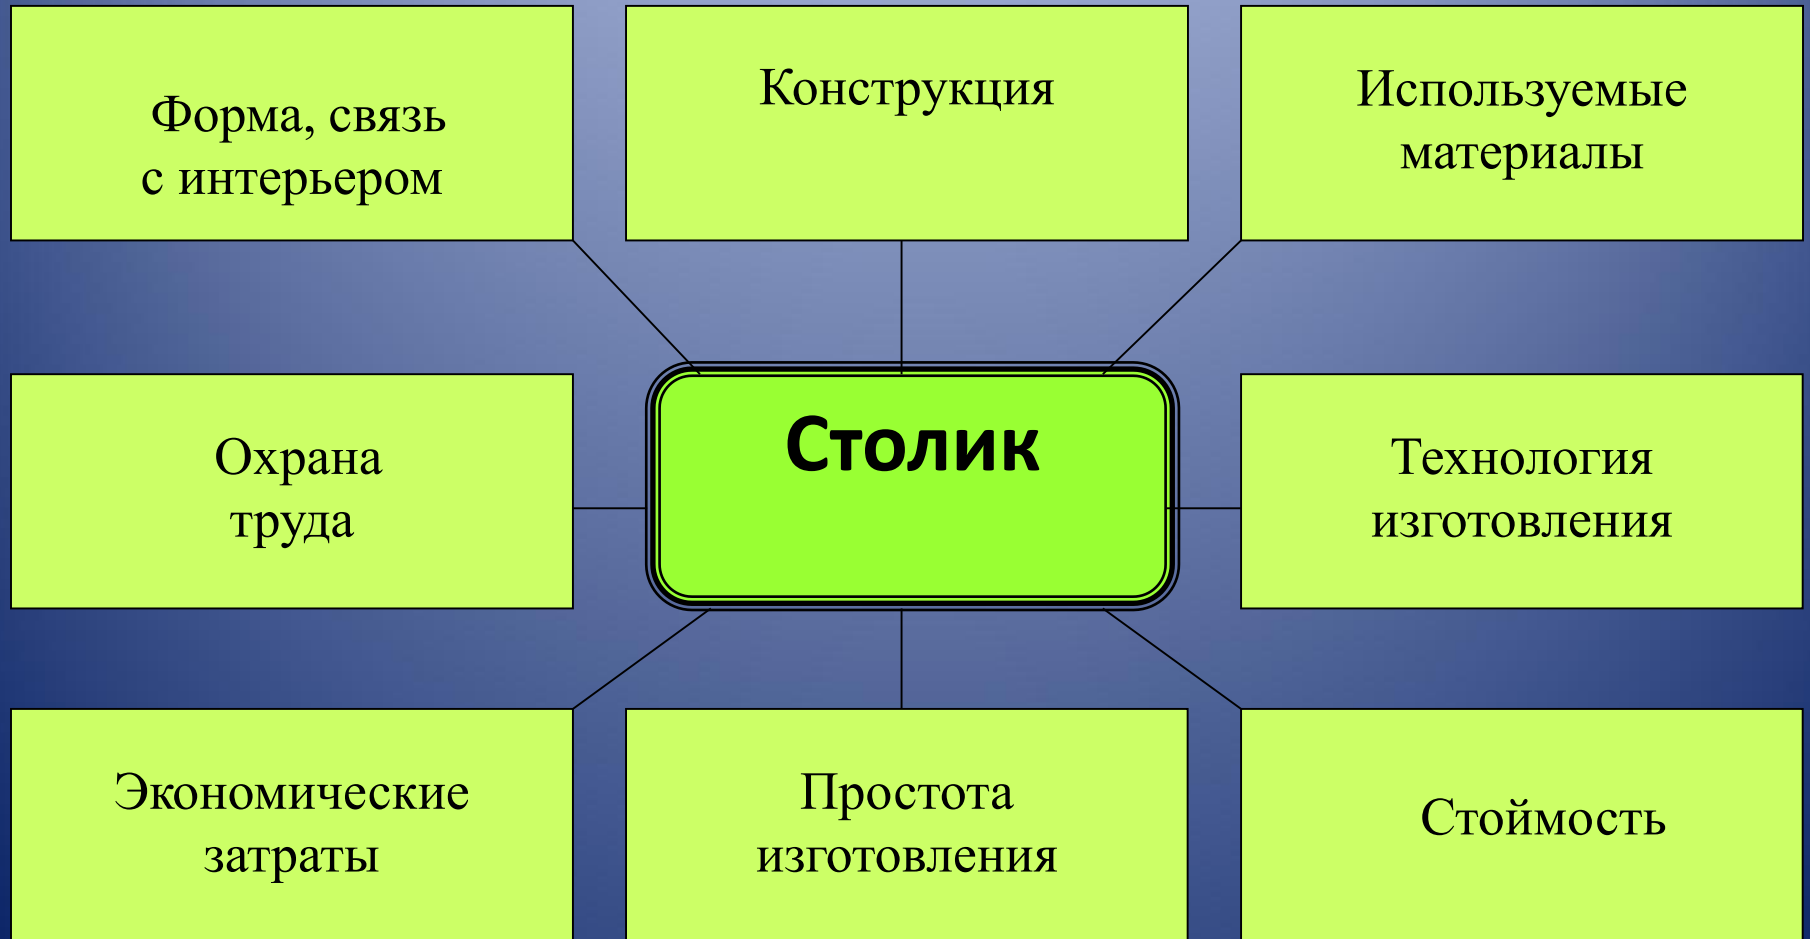 Форма, связь
с интерьером
Конструкция
Используемые
материалы
Охрана
труда
Столик
Технология
изготовления
Экономические
затраты
Простота
изготовления
Стоймость